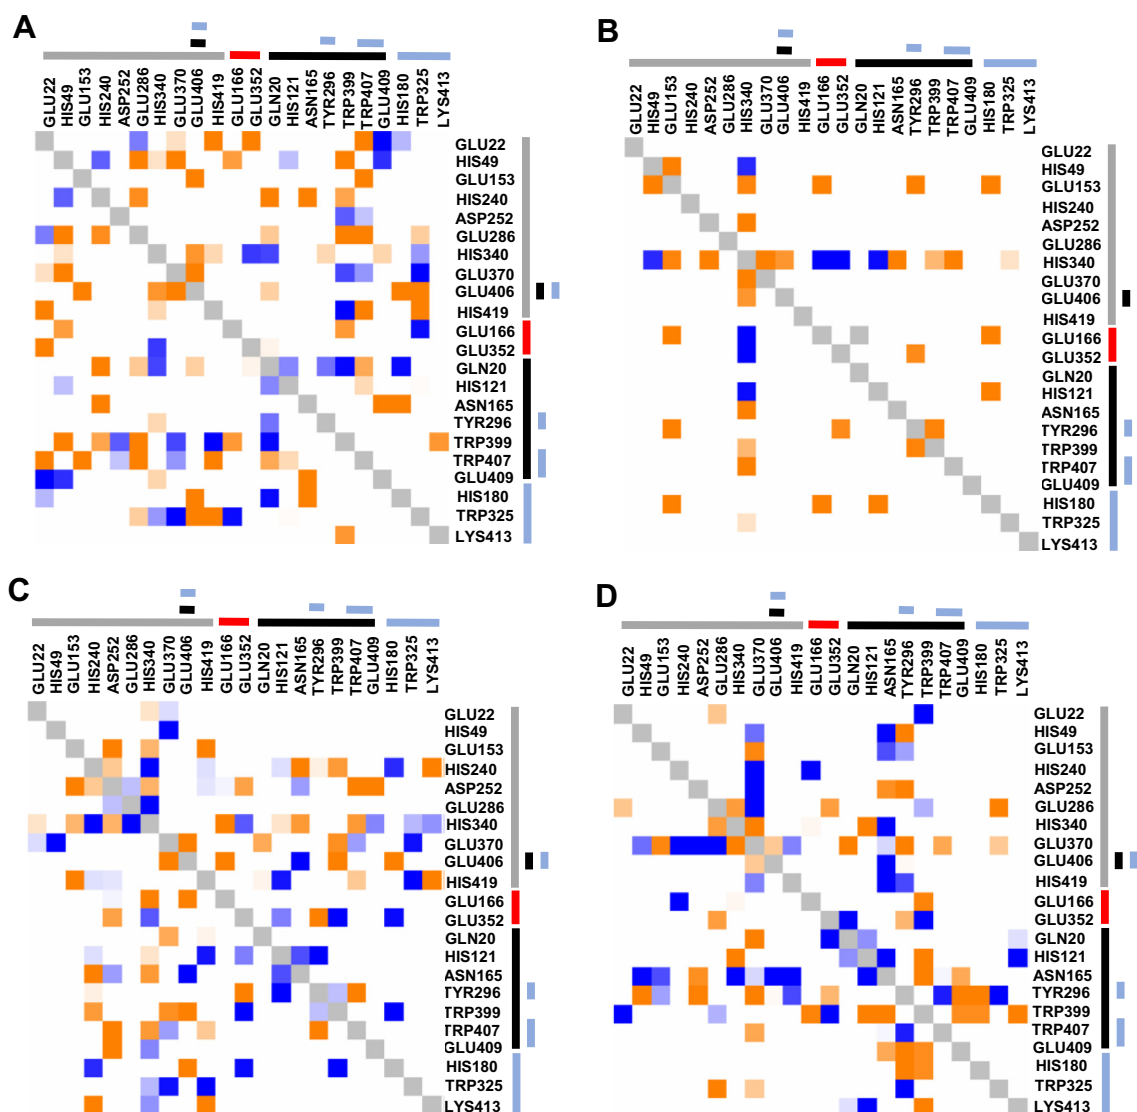 A
GLU22 HIS49 GLU153 HIS240 ASP252 GLU286 HIS340 GLU370 GLU406 HIS419 GLU166 GLU352 GLN20 HIS121 ASN165 TYR296 TRP399 TRP407 GLU409 HIS180 TRP325 LYS413
GLU22
HIS49
GLU153
HIS240
ASP252
GLU286
HIS340
GLU370
GLU406
HIS419
GLU166
GLU352
GLN20
HIS121
ASN165
TYR296
TRP399
TRP407
GLU409
HIS180
TRP325
LYS413
B
GLU22 HIS49 GLU153 HIS240 ASP252 GLU286 HIS340 GLU370 GLU406 HIS419 GLU166 GLU352 GLN20 HIS121 ASN165 TYR296 TRP399 TRP407 GLU409 HIS180 TRP325 LYS413
GLU22
HIS49
GLU153
HIS240
ASP252
GLU286
HIS340
GLU370
GLU406
HIS419
GLU166
GLU352
GLN20
HIS121
ASN165
TYR296
TRP399
TRP407
GLU409
HIS180
TRP325
LYS413
C
GLU22 HIS49 GLU153 HIS240 ASP252 GLU286 HIS340 GLU370 GLU406 HIS419 GLU166 GLU352 GLN20 HIS121 ASN165 TYR296 TRP399 TRP407 GLU409 HIS180 TRP325 LYS413
GLU22
HIS49
GLU153
HIS240
ASP252
GLU286
HIS340
GLU370
GLU406
HIS419
GLU166
GLU352
GLN20
HIS121
ASN165
TYR296
TRP399
TRP407
GLU409
HIS180
TRP325
LYS413
D
GLU22 HIS49 GLU153 HIS240 ASP252 GLU286 HIS340 GLU370 GLU406 HIS419 GLU166 GLU352 GLN20 HIS121 ASN165 TYR296 TRP399 TRP407 GLU409 HIS180 TRP325 LYS413
GLU22
HIS49
GLU153
HIS240
ASP252
GLU286
HIS340
GLU370
GLU406
HIS419
GLU166
GLU352
GLN20
HIS121
ASN165
TYR296
TRP399
TRP407
GLU409
HIS180
TRP325
LYS413